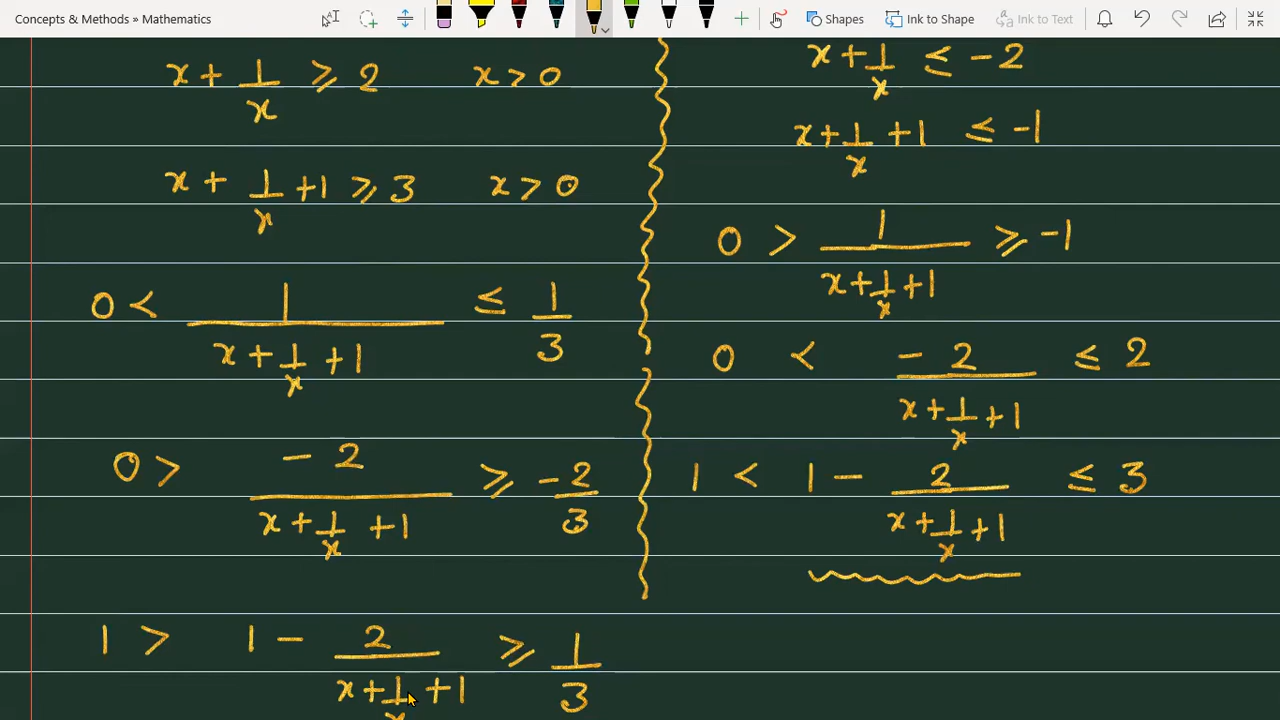 Concepts & Methods » Mathematics
Shapes
Ink to Shape
Ink to Text
x + 1/x ≥ 2 x > 0
x + 1/x + 1 ≥ 3 x > 0
0 < 1/(x + 1/x + 1) ≤ 1/3
0 > -2/(x + 1/x + 1) ≥ -2/3
1 > 1 - 2/(x + 1/x + 1) ≥ 1/3
x + 1/x ≤ -2
x + 1/x + 1 ≤ -1
0 > 1/(x + 1/x + 1) ≥ -1
0 < -2/(x + 1/x + 1) ≤ 2
1 < 1 - 2/(x + 1/x + 1) ≤ 3